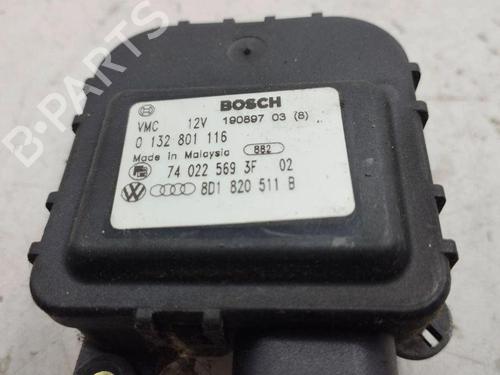 BOSCH
VMC 12V 190897 03 (8)
0 132 801 116
Made in Malaysia 882
74 022 569 3F 02
8D1 820 511 B
B-PARTS